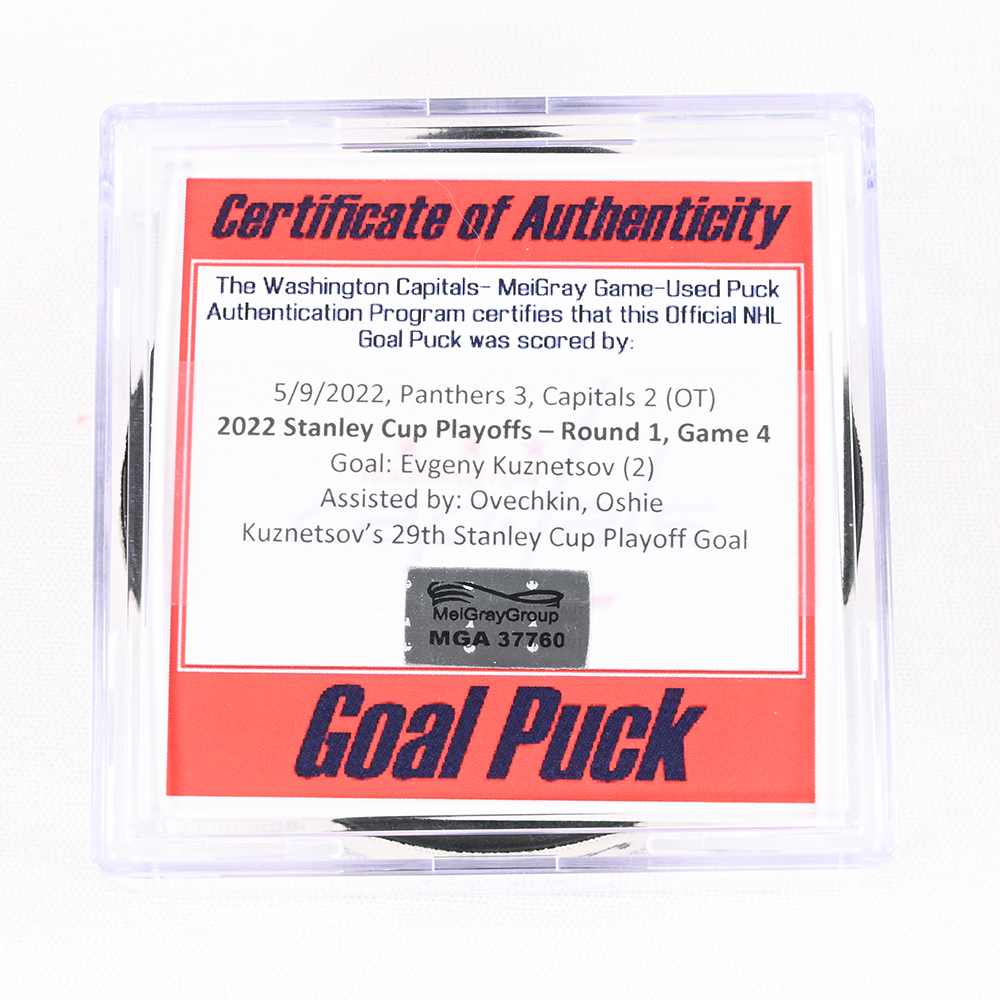 Certificate of Authenticity
The Washington Capitals- MeiGray Game-Used Puck
Authentication Program certifies that this Official NHL
Goal Puck was scored by:
5/9/2022, Panthers 3, Capitals 2 (OT)
2022 Stanley Cup Playoffs – Round 1, Game 4
Goal: Evgeny Kuznetsov (2)
Assisted by: Ovechkin, Oshie
Kuznetsov’s 29th Stanley Cup Playoff Goal
MeiGrayGroup
MGA 37760
Goal Puck